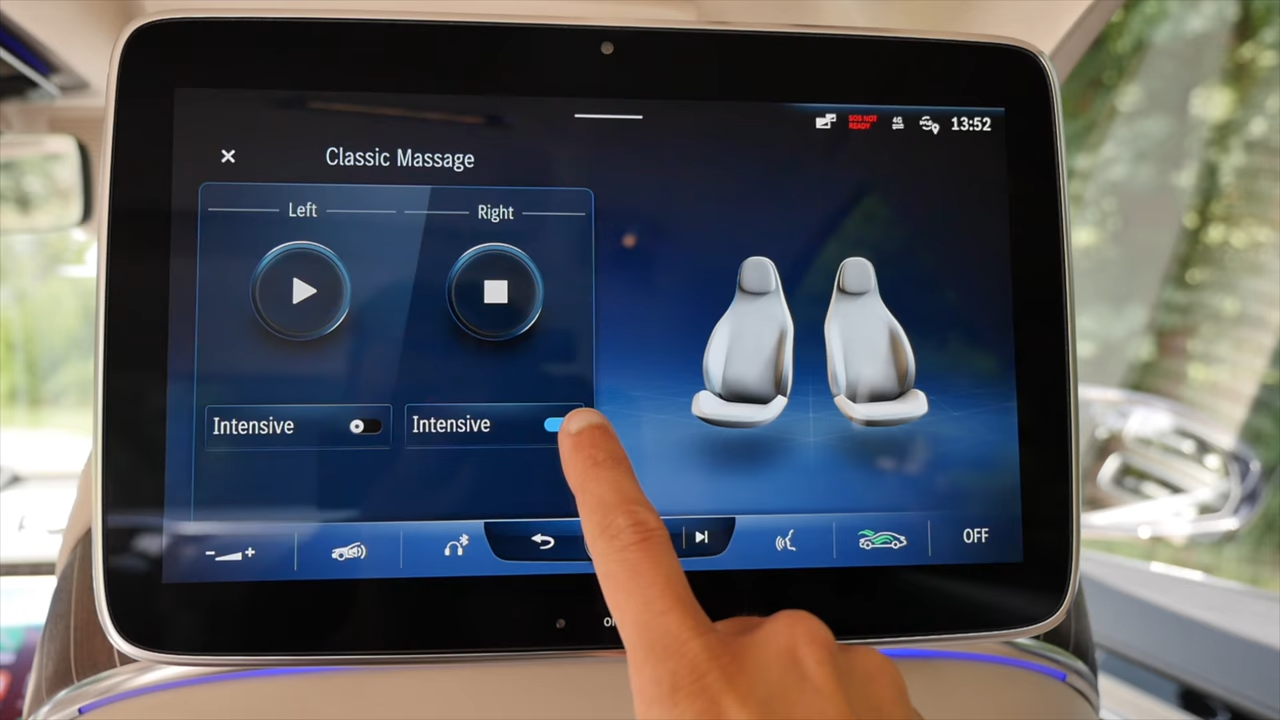 SOS NOT
READY
4G
13:52
Classic Massage
Left
Right
Intensive
Intensive
OFF